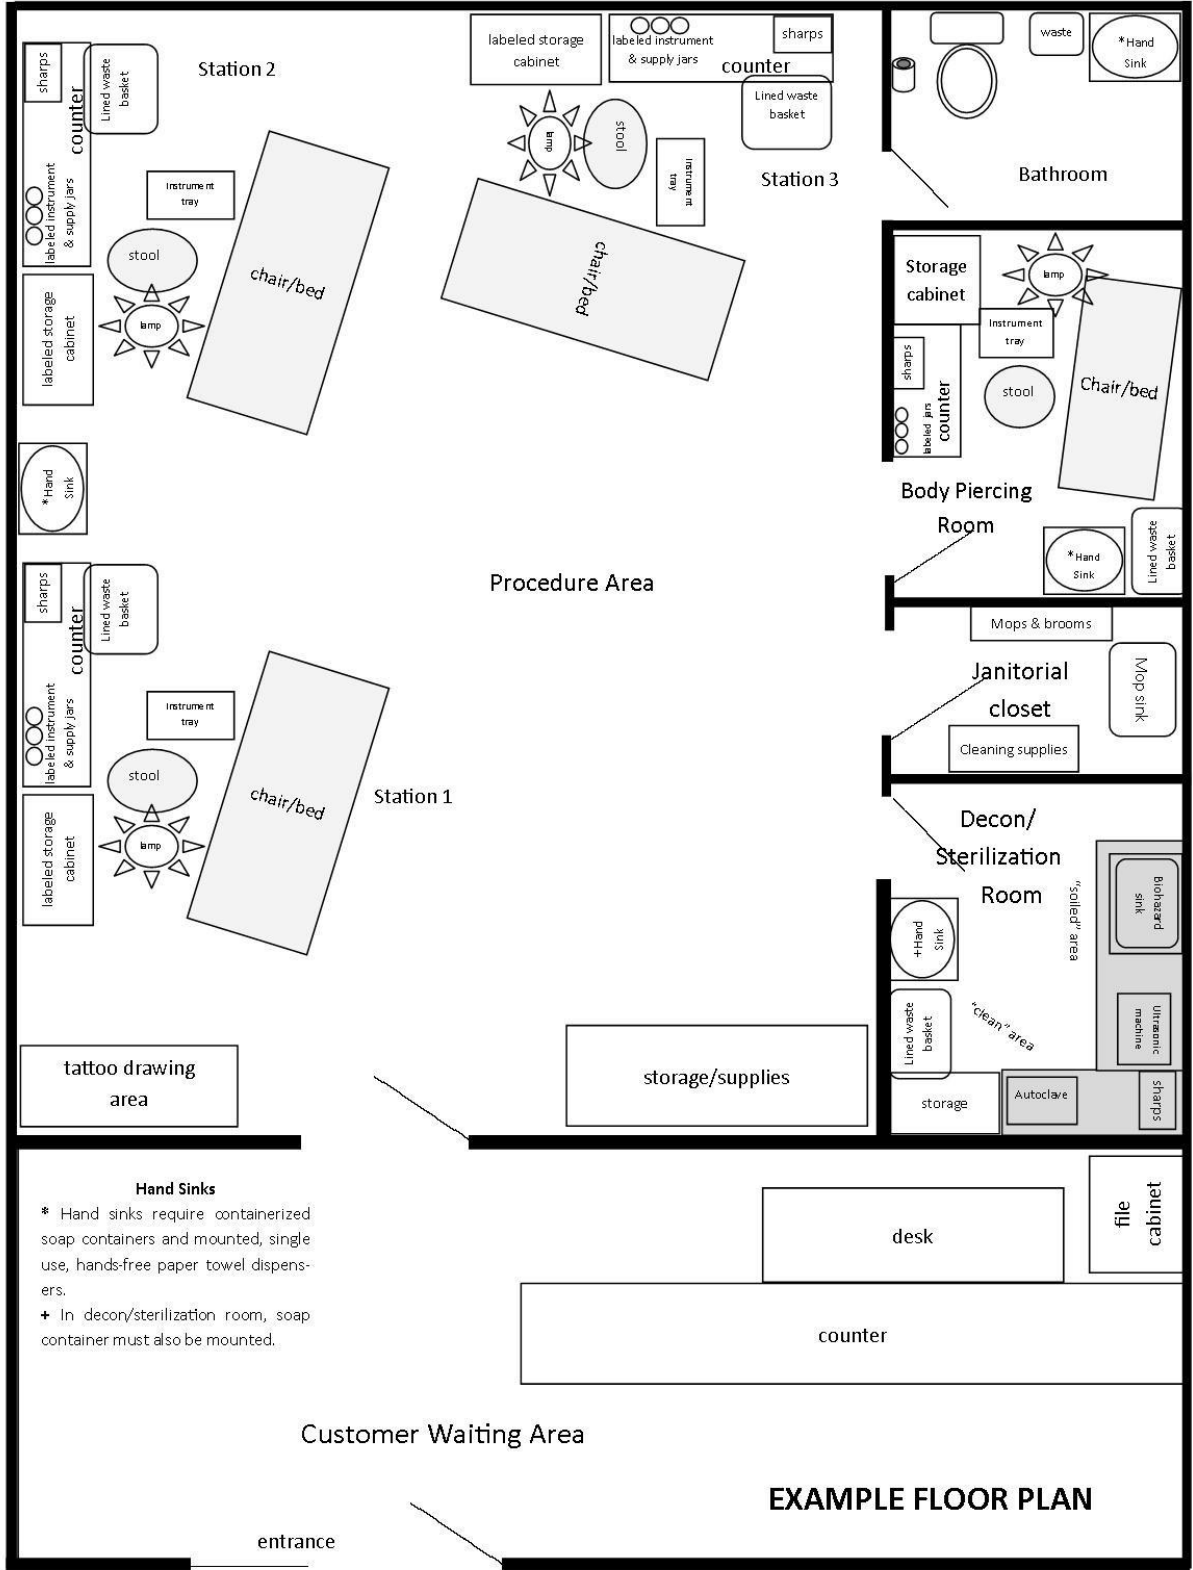 sharps
counter
Lined waste
basket
labeled instrument
& supply jars
Station 2
Instrument
tray
stool
lamp
chair/bed
labeled storage
cabinet
labeled storage
cabinet
labeled instrument
& supply jars
counter
sharps
Lined waste
basket
lamp
stool
Instrument
tray
Station 3
chair/bed
waste
*Hand
Sink
Bathroom
Storage
cabinet
lamp
Instrument
tray
sharps
counter
labeled jars
stool
Chair/bed
Body Piercing
Room
*Hand
Sink
Lined waste
basket
*Hand
Sink
Procedure Area
sharps
counter
Lined waste
basket
labeled instrument
& supply jars
Instrument
tray
stool
lamp
chair/bed
Station 1
labeled storage
cabinet
Mops & brooms
Janitorial
closet
Mop sink
Cleaning supplies
Decon/
Sterilization
Room
"soiled" area
Biohazard
sink
+Hand
Sink
Lined waste
basket
"clean" area
Ultrasonic
machine
storage
Autoclave
sharps
tattoo drawing
area
storage/supplies
Hand Sinks
* Hand sinks require containerized
soap containers and mounted, single
use, hands-free paper towel dispens-
ers.
+ In decon/sterilization room, soap
container must also be mounted.
desk
file
cabinet
counter
Customer Waiting Area
EXAMPLE FLOOR PLAN
entrance